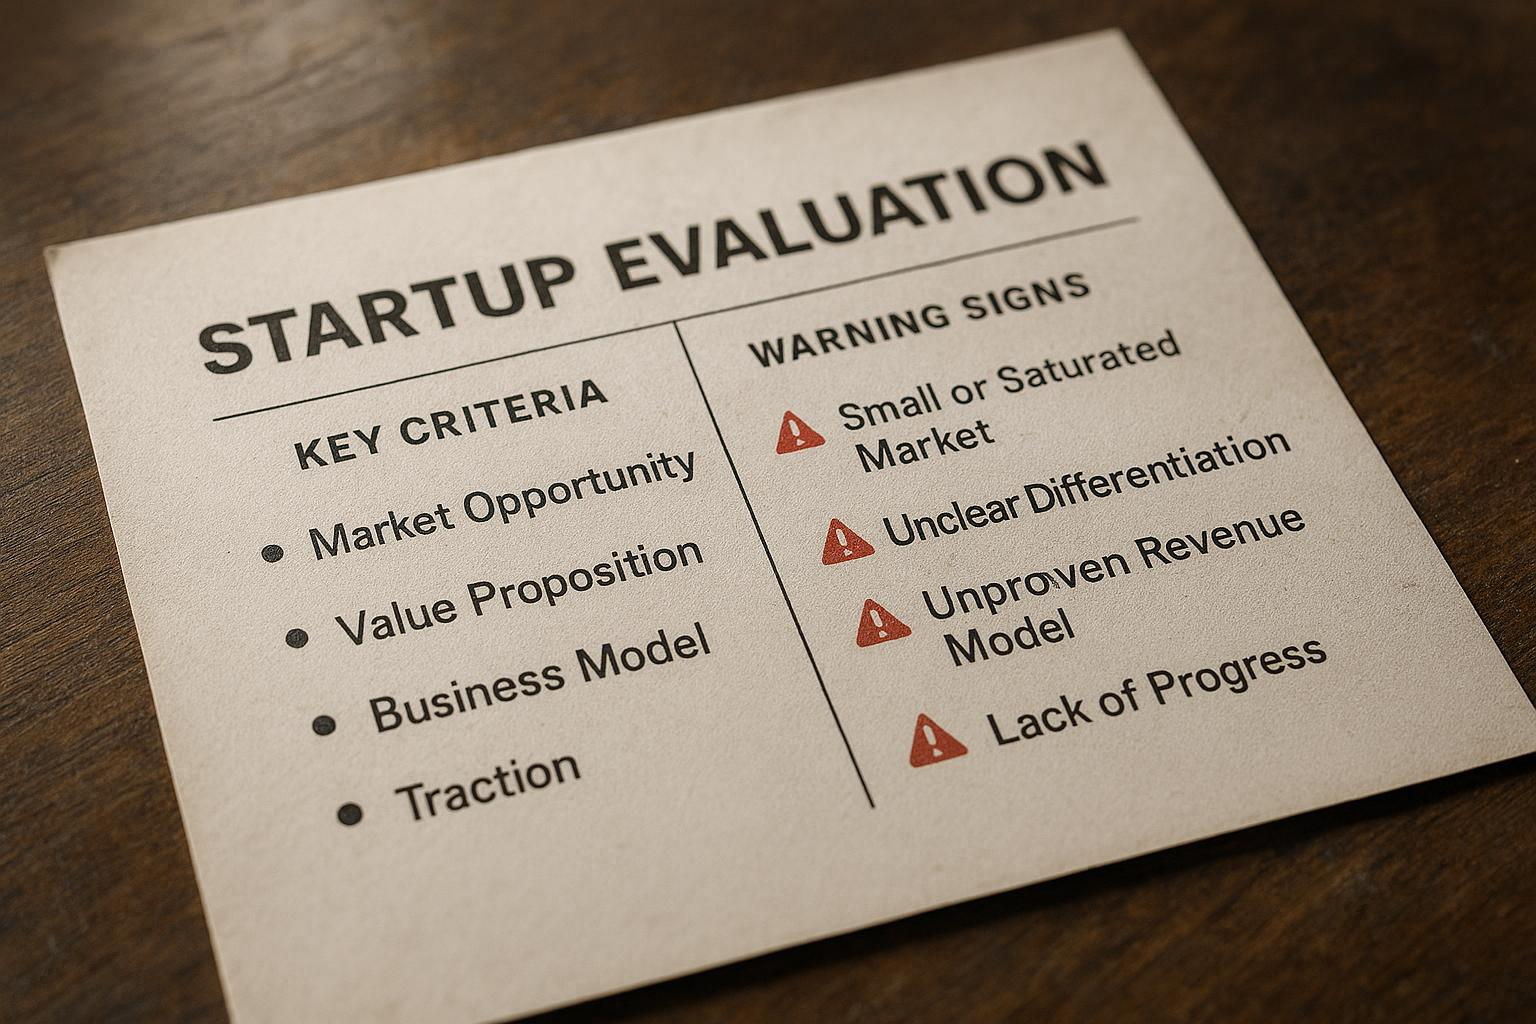 STARTUP EVALUATION
KEY CRITERIA
• Market Opportunity
• Value Proposition
• Business Model
• Traction
WARNING SIGNS
Small or Saturated
Market
Unclear Differentiation
Unproven Revenue
Model
Lack of Progress